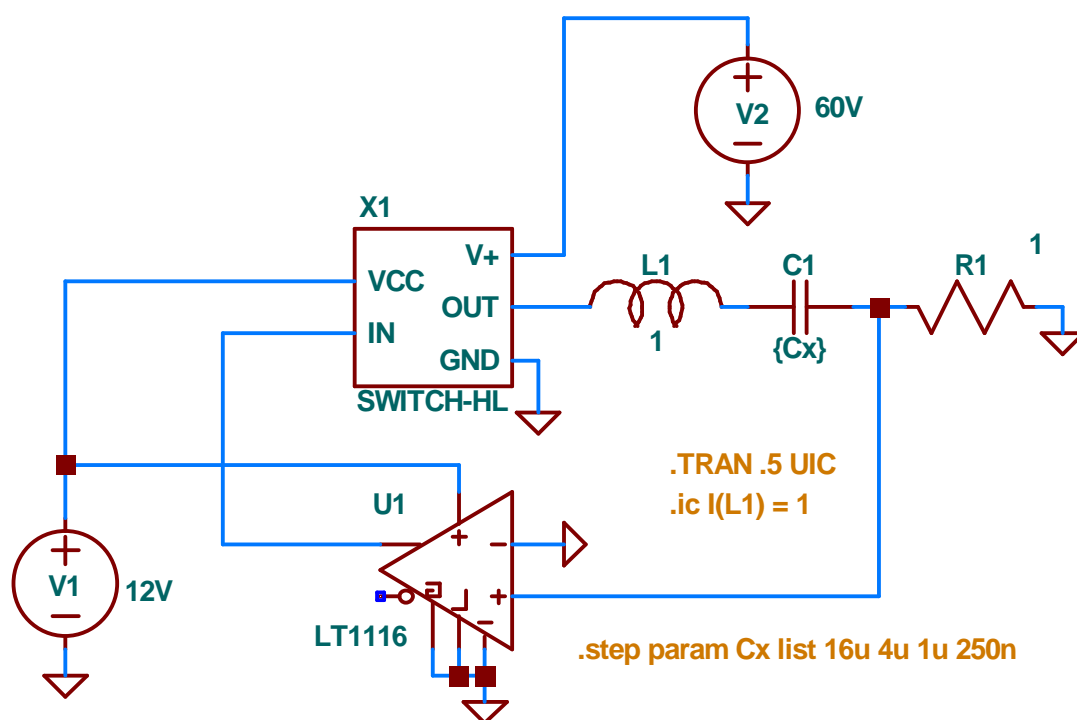 V2
60V
X1
V+
VCC
OUT
IN
GND
SWITCH-HL
L1
1
C1
{Cx}
R1
1
.TRAN .5 UIC
.ic I(L1) = 1
U1
V1
12V
LT1116
.step param Cx list 16u 4u 1u 250n